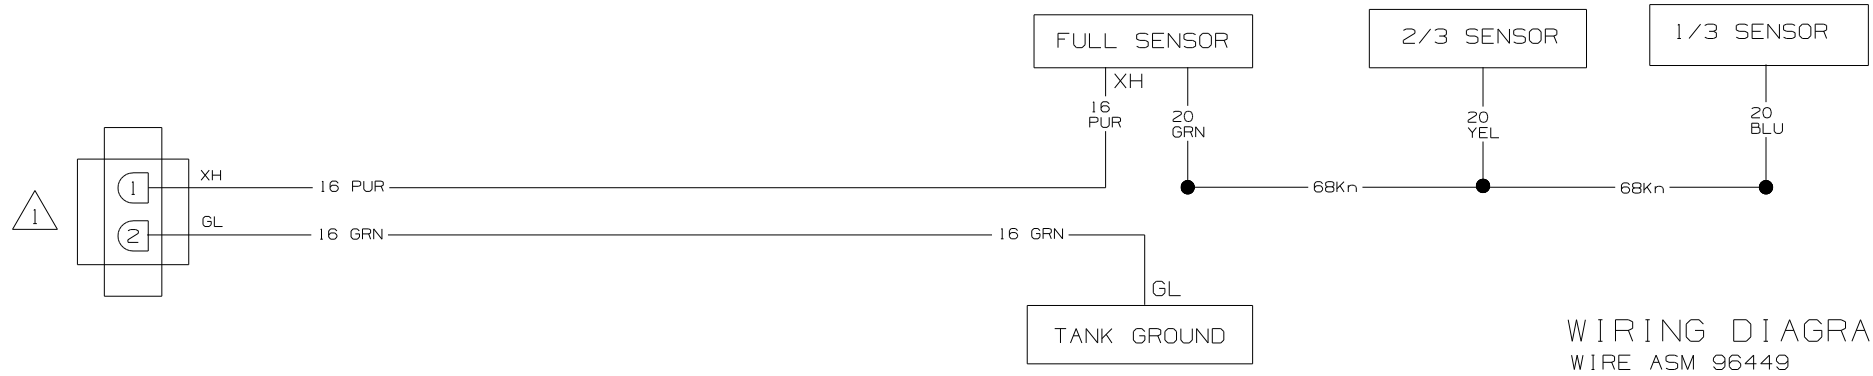 FULL SENSOR
2/3 SENSOR
1/3 SENSOR
XH
16
PUR
20
GRN
20
YEL
20
BLU
XH
1
16 PUR
68Kn
68Kn
1
GL
2
16 GRN
16 GRN
GL
TANK GROUND
WIRING DIAGRA
WIRE ASM 96449